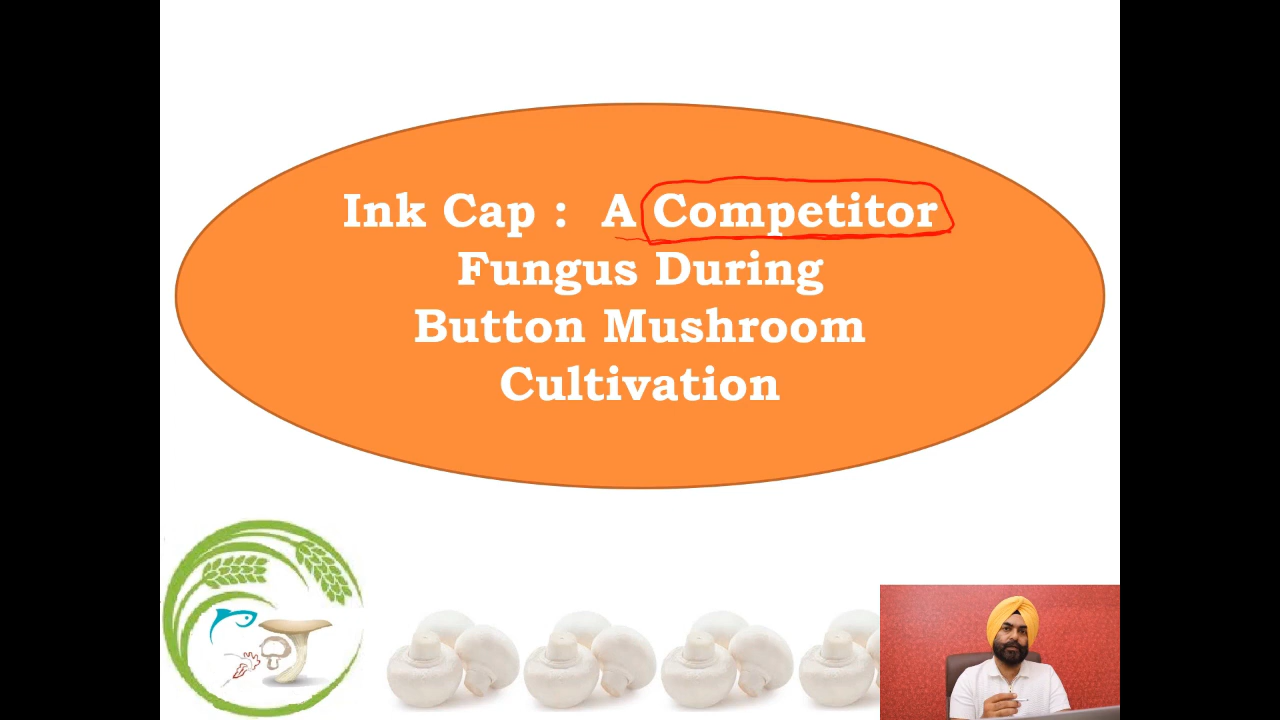 Ink Cap : A Competitor
Fungus During
Button Mushroom
Cultivation